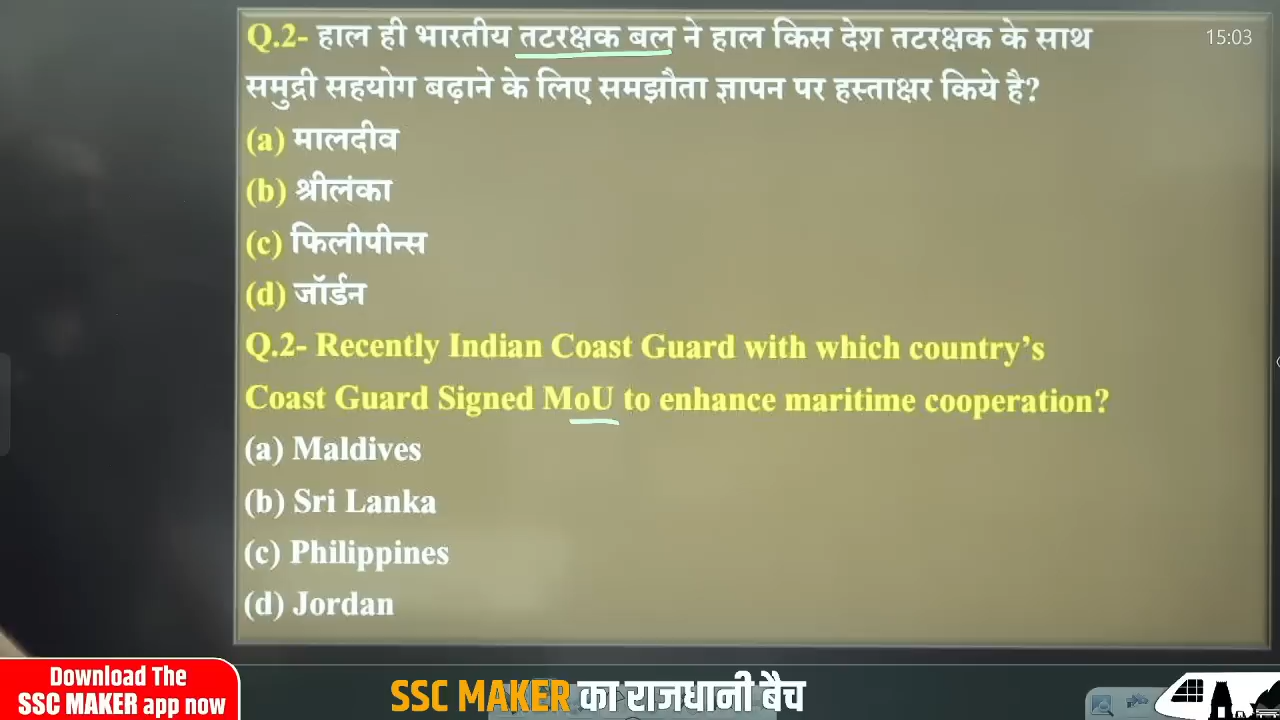 Q.2- हाल ही भारतीय तटरक्षक बल ने हाल किस देश तटरक्षक के साथ
15:03
समुद्री सहयोग बढ़ाने के लिए समझौता ज्ञापन पर हस्ताक्षर किये है?
(a) मालदीव
(b) श्रीलंका
(c) फिलीपीन्स
(d) जॉर्डन
Q.2- Recently Indian Coast Guard with which country's
Coast Guard Signed MoU to enhance maritime cooperation?
(a) Maldives
(b) Sri Lanka
(c) Philippines
(d) Jordan
Download The
SSC MAKER app now
SSC MAKER का राजधानी बैच